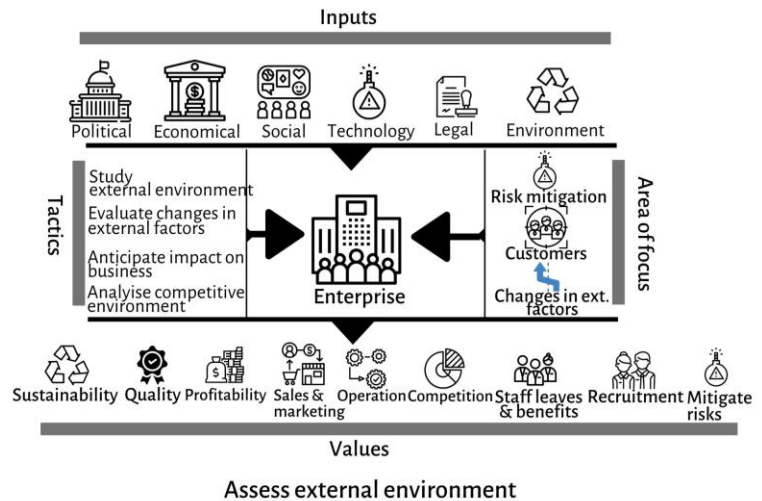 Inputs
Political
Economical
Social
Technology
Legal
Environment
Tactics
Study
external environment
Evaluate changes in
external factors
Anticipate impact on
business
Analyise competitive
environment
Enterprise
Risk mitigation
Customers
Changes in ext.
factors
Area of focus
Sustainability
Quality
Profitability
Sales &
marketing
Operation
Competition
Staff leaves
& benefits
Recruitment
Mitigate
risks
Values
Assess external environment